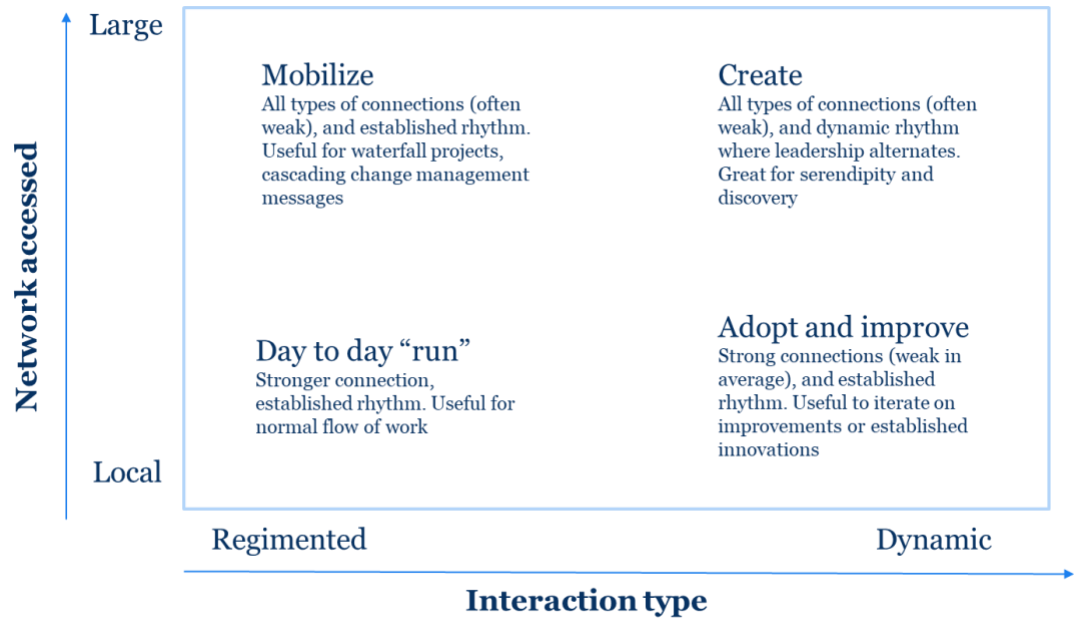 Large
Network accessed
Local
Mobilize
All types of connections (often
weak), and established rhythm.
Useful for waterfall projects,
cascading change management
messages
Create
All types of connections (often
weak), and dynamic rhythm
where leadership alternates.
Great for serendipity and
discovery
Day to day “run”
Stronger connection,
established rhythm. Useful for
normal flow of work
Adopt and improve
Strong connections (weak in
average), and established
rhythm. Useful to iterate on
improvements or established
innovations
Regimented
Dynamic
Interaction type